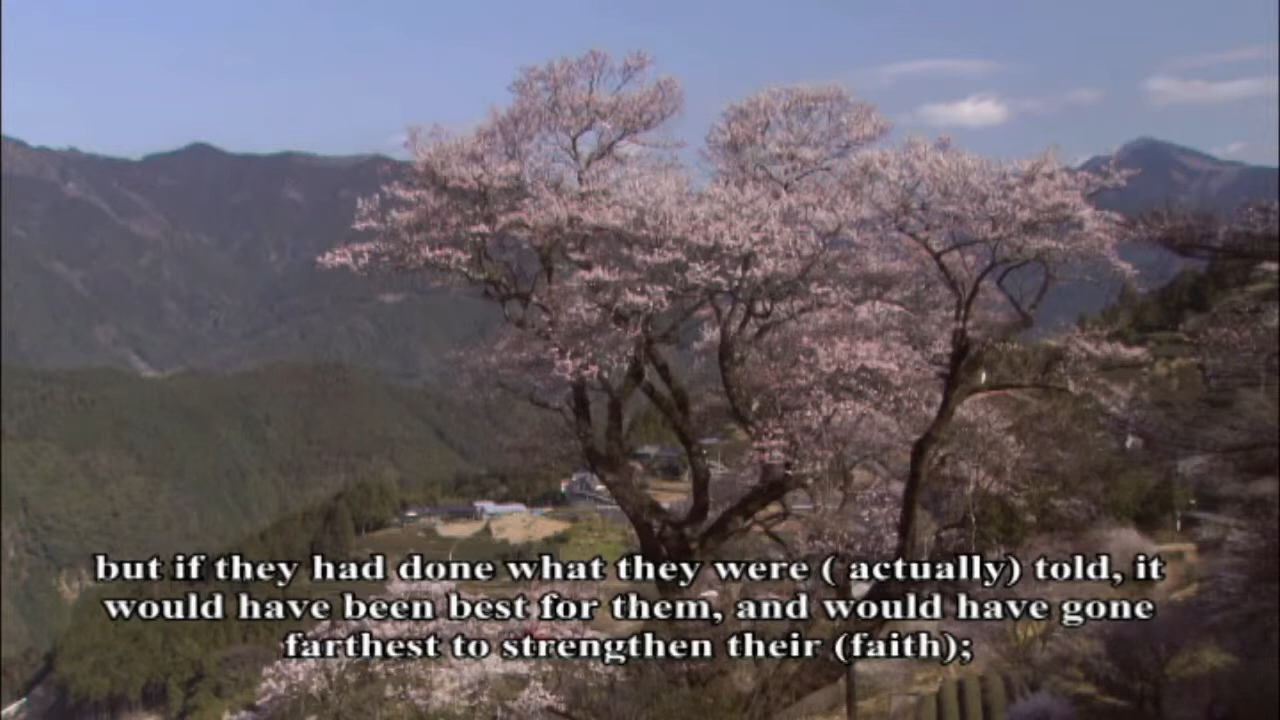 but if they had done what they were ( actually) told, it
would have been best for them, and would have gone
farthest to strengthen their (faith);